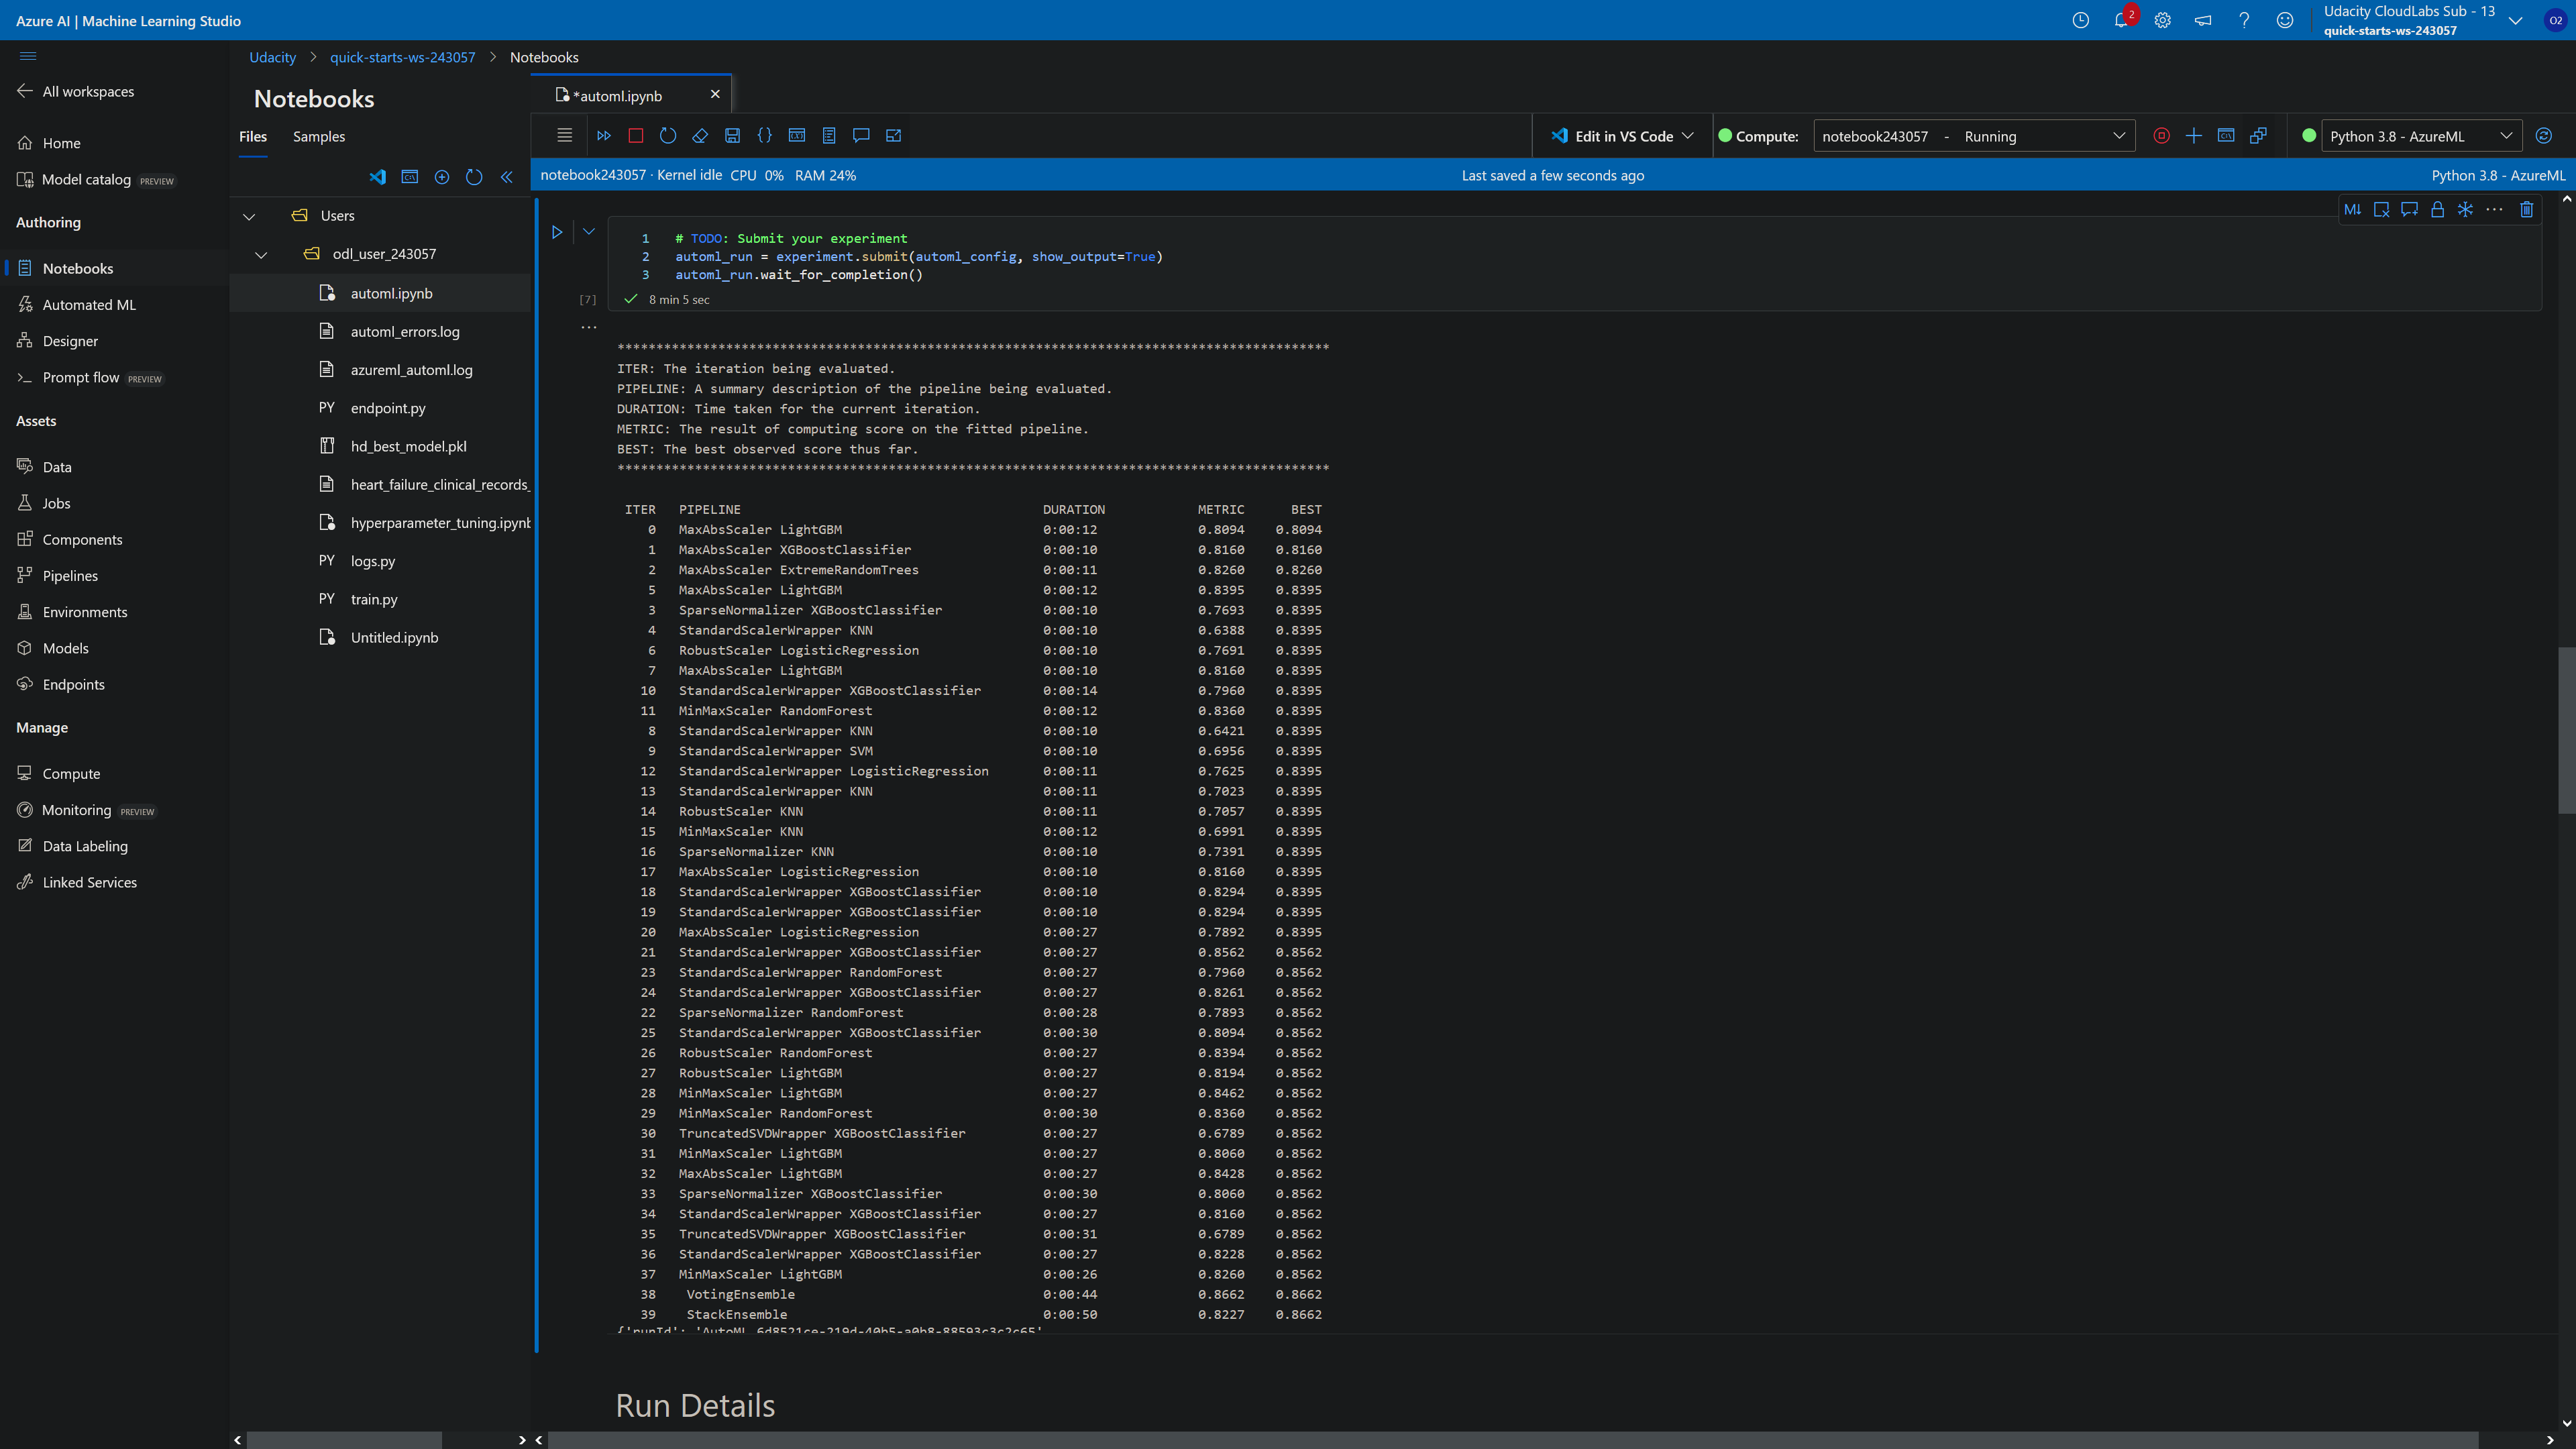 Azure AI | Machine Learning Studio
2
Udacity CloudLabs Sub - 13
quick-starts-ws-243057
O2
All workspaces
Home
Model catalog PREVIEW
Authoring
Notebooks
Automated ML
Designer
Prompt flow PREVIEW
Assets
Data
Jobs
Components
Pipelines
Environments
Models
Endpoints
Manage
Compute
Monitoring PREVIEW
Data Labeling
Linked Services
Udacity > quick-starts-ws-243057 > Notebooks
Notebooks
Files Samples
Users
odl_user_243057
automl.ipynb
automl_errors.log
azureml_automl.log
PY endpoint.py
hd_best_model.pkl
heart_failure_clinical_records_
hyperparameter_tuning.ipynb
PY logs.py
PY train.py
Untitled.ipynb
*automl.ipynb
Edit in VS Code
Compute: notebook243057 - Running
Python 3.8 - AzureML
notebook243057 · Kernel idle CPU 0% RAM 24%
Last saved a few seconds ago
Python 3.8 - AzureML
M↓
1 # TODO: Submit your experiment
2 automl_run = experiment.submit(automl_config, show_output=True)
3 automl_run.wait_for_completion()
[7] 8 min 5 sec
********************************************************************************************
ITER: The iteration being evaluated.
PIPELINE: A summary description of the pipeline being evaluated.
DURATION: Time taken for the current iteration.
METRIC: The result of computing score on the fitted pipeline.
BEST: The best observed score thus far.
********************************************************************************************
ITER PIPELINE DURATION METRIC BEST
0 MaxAbsScaler LightGBM 0:00:12 0.8094 0.8094
1 MaxAbsScaler XGBoostClassifier 0:00:10 0.8160 0.8160
2 MaxAbsScaler ExtremeRandomTrees 0:00:11 0.8260 0.8260
5 MaxAbsScaler LightGBM 0:00:12 0.8395 0.8395
3 SparseNormalizer XGBoostClassifier 0:00:10 0.7693 0.8395
4 StandardScalerWrapper KNN 0:00:10 0.6388 0.8395
6 RobustScaler LogisticRegression 0:00:10 0.7691 0.8395
7 MaxAbsScaler LightGBM 0:00:10 0.8160 0.8395
10 StandardScalerWrapper XGBoostClassifier 0:00:14 0.7960 0.8395
11 MinMaxScaler RandomForest 0:00:12 0.8360 0.8395
8 StandardScalerWrapper KNN 0:00:10 0.6421 0.8395
9 StandardScalerWrapper SVM 0:00:10 0.6956 0.8395
12 StandardScalerWrapper LogisticRegression 0:00:11 0.7625 0.8395
13 StandardScalerWrapper KNN 0:00:11 0.7023 0.8395
14 RobustScaler KNN 0:00:11 0.7057 0.8395
15 MinMaxScaler KNN 0:00:12 0.6991 0.8395
16 SparseNormalizer KNN 0:00:10 0.7391 0.8395
17 MaxAbsScaler LogisticRegression 0:00:10 0.8160 0.8395
18 StandardScalerWrapper XGBoostClassifier 0:00:10 0.8294 0.8395
19 StandardScalerWrapper XGBoostClassifier 0:00:10 0.8294 0.8395
20 MaxAbsScaler LogisticRegression 0:00:27 0.7892 0.8395
21 StandardScalerWrapper XGBoostClassifier 0:00:27 0.8562 0.8562
23 StandardScalerWrapper RandomForest 0:00:27 0.7960 0.8562
24 StandardScalerWrapper XGBoostClassifier 0:00:27 0.8261 0.8562
22 SparseNormalizer RandomForest 0:00:28 0.7893 0.8562
25 StandardScalerWrapper XGBoostClassifier 0:00:30 0.8094 0.8562
26 RobustScaler RandomForest 0:00:27 0.8394 0.8562
27 RobustScaler LightGBM 0:00:27 0.8194 0.8562
28 MinMaxScaler LightGBM 0:00:27 0.8462 0.8562
29 MinMaxScaler RandomForest 0:00:30 0.8360 0.8562
30 TruncatedSVDWrapper XGBoostClassifier 0:00:27 0.6789 0.8562
31 MinMaxScaler LightGBM 0:00:27 0.8060 0.8562
32 MaxAbsScaler LightGBM 0:00:27 0.8428 0.8562
33 SparseNormalizer XGBoostClassifier 0:00:30 0.8060 0.8562
34 StandardScalerWrapper XGBoostClassifier 0:00:27 0.8160 0.8562
35 TruncatedSVDWrapper XGBoostClassifier 0:00:31 0.6789 0.8562
36 StandardScalerWrapper XGBoostClassifier 0:00:27 0.8228 0.8562
37 MinMaxScaler LightGBM 0:00:26 0.8260 0.8562
38 VotingEnsemble 0:00:44 0.8662 0.8662
39 StackEnsemble 0:00:50 0.8227 0.8662
{'runId': 'AutoML_6d8521ce-219d-40b5-a0b8-88593c3c2c65'
Run Details